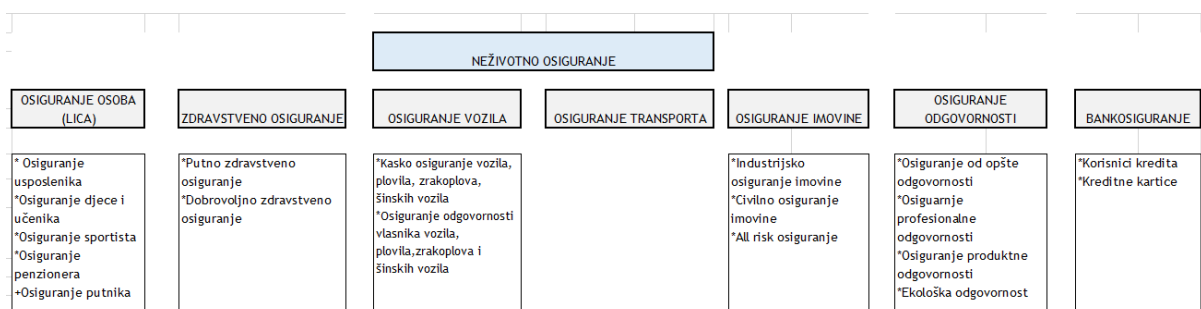 NEŽIVOTNO OSIGURANJE
OSIGURANJE OSOBA
(LICA)
ZDRAVSTVENO OSIGURANJE
OSIGURANJE VOZILA
OSIGURANJE TRANSPORTA
OSIGURANJE IMOVINE
OSIGURANJE
ODGOVORNOSTI
BANKOSIGURANJE
* Osiguranje
usposlenika
*Osiguranje djece i
učenika
*Osiguranje sportista
*Osiguranje
penzionera
+Osiguranje putnika
*Putno zdravstveno
osiguranje
*Dobrovoljno zdravstveno
osiguranje
*Kasko osiguranje vozila,
plovila, zrakoplova,
šinskih vozila
*Osiguranje odgovornosti
vlasnika vozila,
plovila,zrakoplova i
šinskih vozila
*Industrijsko
osiguranje imovine
*Civilno osiguranje
imovine
*All risk osiguranje
*Osiguranje od opšte
odgovornosti
*Osiguarnje
profesionalne
odgovornosti
*Osiguranje produktne
odgovornosti
*Ekološka odgovornost
*Korisnici kredita
*Kreditne kartice